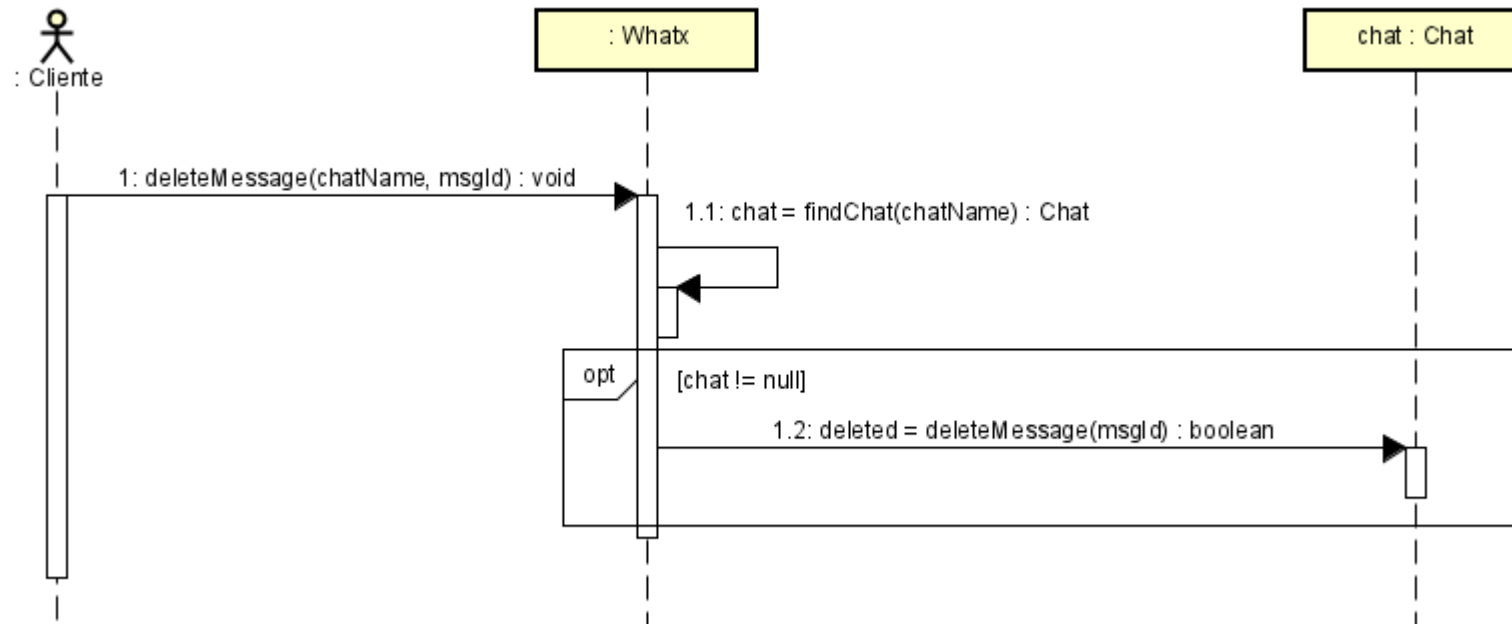 : Cliente
: Whatx
chat : Chat
1: deleteMessage(chatName, msgId) : void
1.1: chat = findChat(chatName) : Chat
opt
[chat != null]
1.2: deleted = deleteMessage(msgId) : boolean